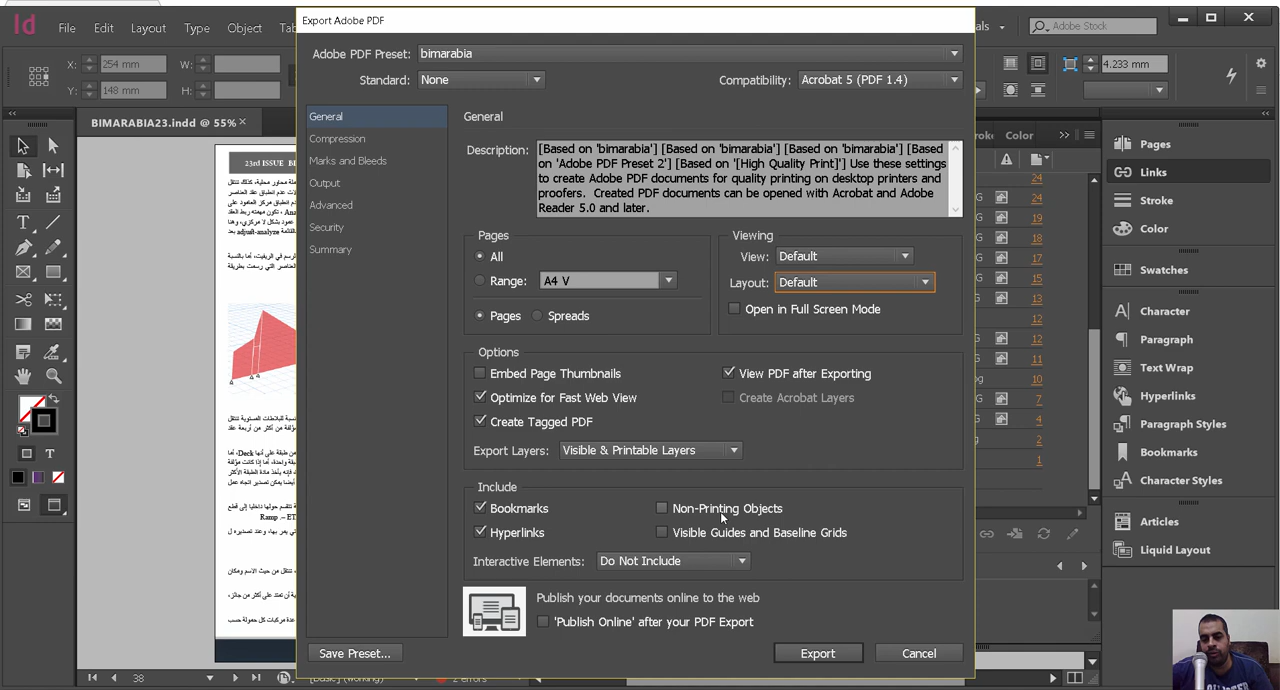 Id File Edit Layout Type Object T
Export Adobe PDF
Adobe Stock
X: 254 mm W:
Y: 148 mm H:
4.233 mm
Adobe PDF Preset: bimarabia
Standard: None Compatibility: Acrobat 5 (PDF 1.4)
BIMARABIA23.indd @ 55% ×
23rd ISSUE
General
Compression
Marks and Bleeds
Output
Advanced
Security
Summary
General
Description: [Based on 'bimarabia'] [Based on 'bimarabia'] [Based on 'bimarabia'] [Based
on 'Adobe PDF Preset 2'] [Based on '[High Quality Print]'] Use these settings
to create Adobe PDF documents for quality printing on desktop printers and
proofers. Created PDF documents can be opened with Acrobat and Adobe
Reader 5.0 and later.
Pages
All
Range: A4 V
Pages Spreads
Viewing
View: Default
Layout: Default
Open in Full Screen Mode
Options
Embed Page Thumbnails View PDF after Exporting
Optimize for Fast Web View Create Acrobat Layers
Create Tagged PDF
Export Layers: Visible & Printable Layers
Include
Bookmarks Non-Printing Objects
Hyperlinks Visible Guides and Baseline Grids
Interactive Elements: Do Not Include
Publish your documents online to the web
'Publish Online' after your PDF Export
Save Preset... Export Cancel
Color
24
24
19
18
17
15
13
12
12
11
10
7
4
2
1
Pages
Links
Stroke
Color
Swatches
Character
Paragraph
Text Wrap
Hyperlinks
Paragraph Styles
Bookmarks
Character Styles
Articles
Liquid Layout
38 [Basic] (working) 2 errors